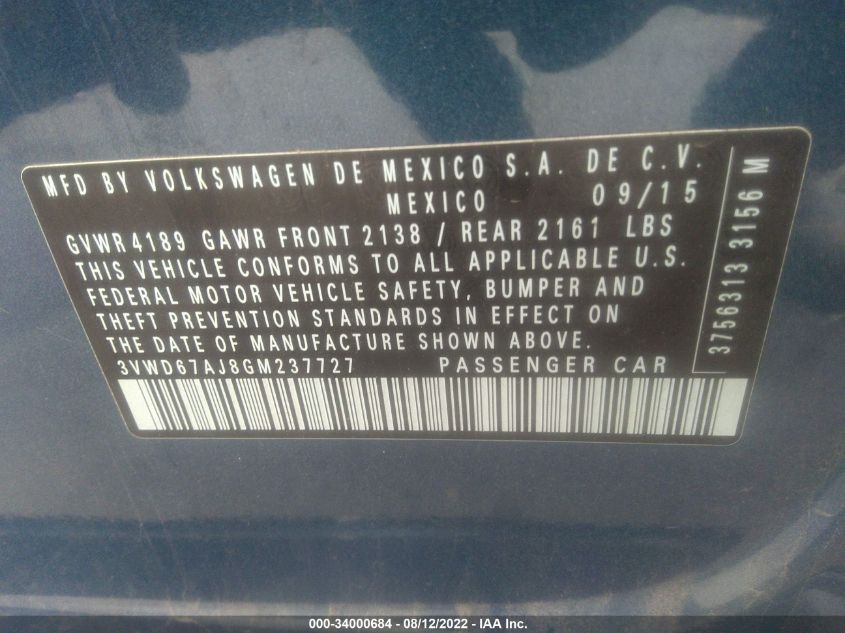 MFD BY VOLKSWAGEN DE MEXICO S.A. DE C.V.
MEXICO 09/15
GVWR 4189 GAWR FRONT 2138 / REAR 2161 LBS
THIS VEHICLE CONFORMS TO ALL APPLICABLE U.S.
FEDERAL MOTOR VEHICLE SAFETY, BUMPER AND
THEFT PREVENTION STANDARDS IN EFFECT ON
THE DATE OF MANUFACTURE SHOWN ABOVE.
3VWD67AJ8GM237727 PASSENGER CAR
3756313 3156 M
000-34000684 - 08/12/2022 - IAA Inc.